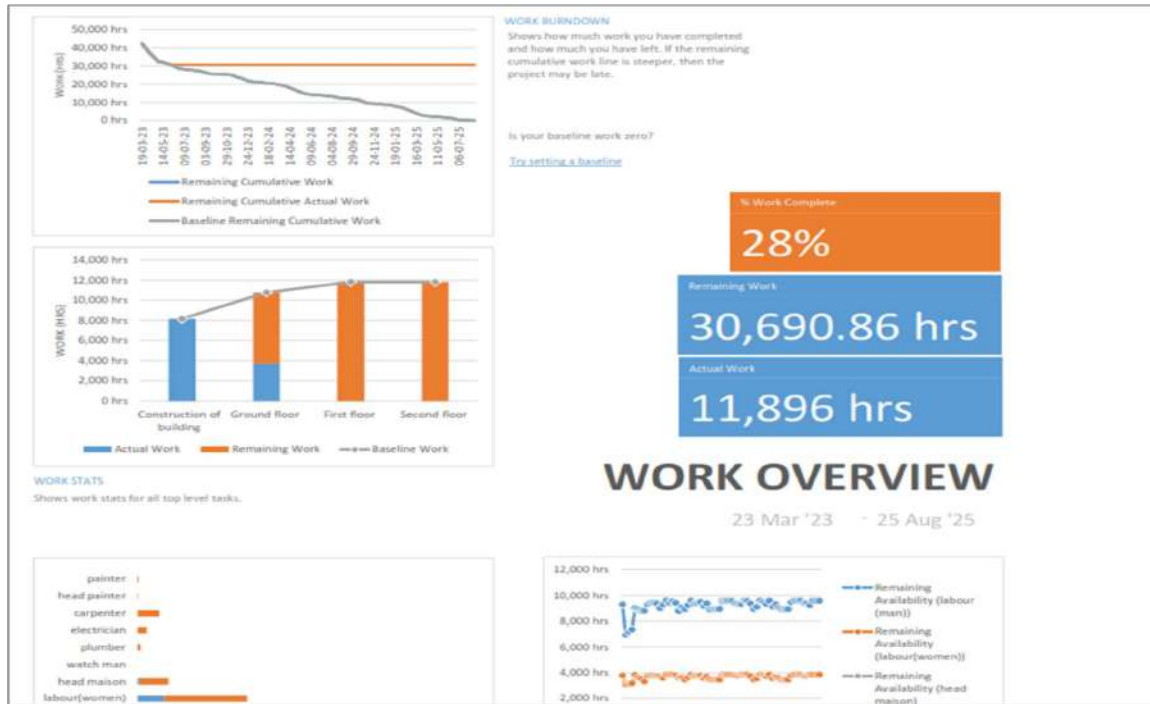 50,000 hrs
40,000 hrs
30,000 hrs
20,000 hrs
10,000 hrs
0 hrs
WORK (HRS)
19-03-23
14-05-23
09-07-23
03-09-23
29-10-23
24-12-23
18-02-24
14-04-24
09-06-24
04-08-24
29-09-24
24-11-24
19-01-25
16-03-25
11-05-25
06-07-25
Remaining Cumulative Work
Remaining Cumulative Actual Work
Baseline Remaining Cumulative Work
WORK BURNDOWN
Shows how much work you have completed
and how much you have left. If the remaining
cumulative work line is steeper, then the
project may be late.
Is your baseline work zero?
Try setting a baseline
% Work Complete
28%
Remaining Work
30,690.86 hrs
Actual Work
11,896 hrs
WORK OVERVIEW
23 Mar '23 - 25 Aug '25
14,000 hrs
12,000 hrs
10,000 hrs
8,000 hrs
6,000 hrs
4,000 hrs
2,000 hrs
0 hrs
WORK (HRS)
Construction of
building
Ground floor
First floor
Second floor
Actual Work
Remaining Work
Baseline Work
WORK STATS
Shows work stats for all top level tasks.
painter
head painter
carpenter
electrician
plumber
watch man
head maison
labour(women)
12,000 hrs
10,000 hrs
8,000 hrs
6,000 hrs
4,000 hrs
2,000 hrs
Remaining
Availability (labour
(man))
Remaining
Availability
(labour(women))
Remaining
Availability (head
maison)